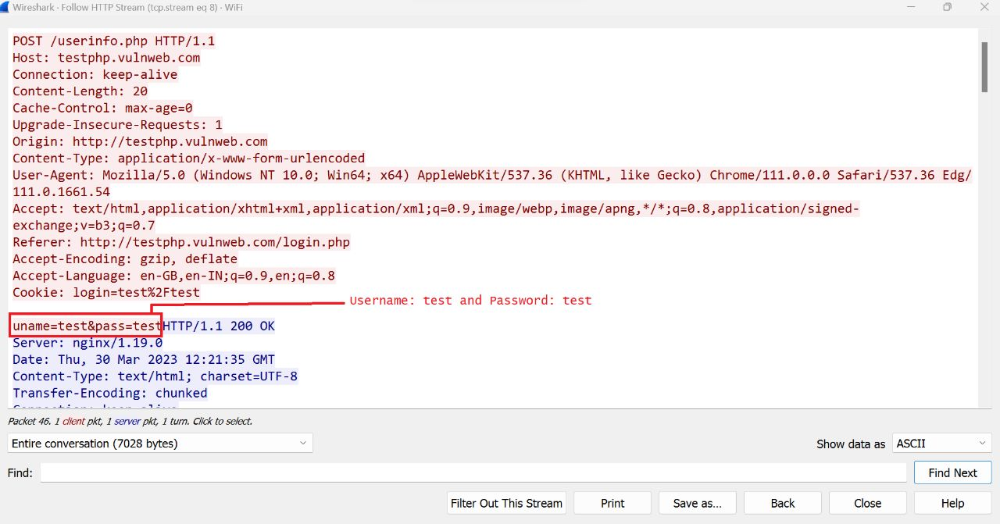 Wireshark · Follow HTTP Stream (tcp.stream eq 8) · WiFi
POST /userinfo.php HTTP/1.1
Host: testphp.vulnweb.com
Connection: keep-alive
Content-Length: 20
Cache-Control: max-age=0
Upgrade-Insecure-Requests: 1
Origin: http://testphp.vulnweb.com
Content-Type: application/x-www-form-urlencoded
User-Agent: Mozilla/5.0 (Windows NT 10.0; Win64; x64) AppleWebKit/537.36 (KHTML, like Gecko) Chrome/111.0.0.0 Safari/537.36 Edg/
111.0.1661.54
Accept: text/html,application/xhtml+xml,application/xml;q=0.9,image/webp,image/apng,*/*;q=0.8,application/signed-
exchange;v=b3;q=0.7
Referer: http://testphp.vulnweb.com/login.php
Accept-Encoding: gzip, deflate
Accept-Language: en-GB,en-IN;q=0.9,en;q=0.8
Cookie: login=test%2Ftest
Username: test and Password: test
uname=test&pass=testHTTP/1.1 200 OK
Server: nginx/1.19.0
Date: Thu, 30 Mar 2023 12:21:35 GMT
Content-Type: text/html; charset=UTF-8
Transfer-Encoding: chunked
Connection: keep-alive
Packet 46. 1 client pkt, 1 server pkt, 1 turn. Click to select.
Entire conversation (7028 bytes)
Show data as ASCII
Find:
Find Next
Filter Out This Stream
Print
Save as...
Back
Close
Help